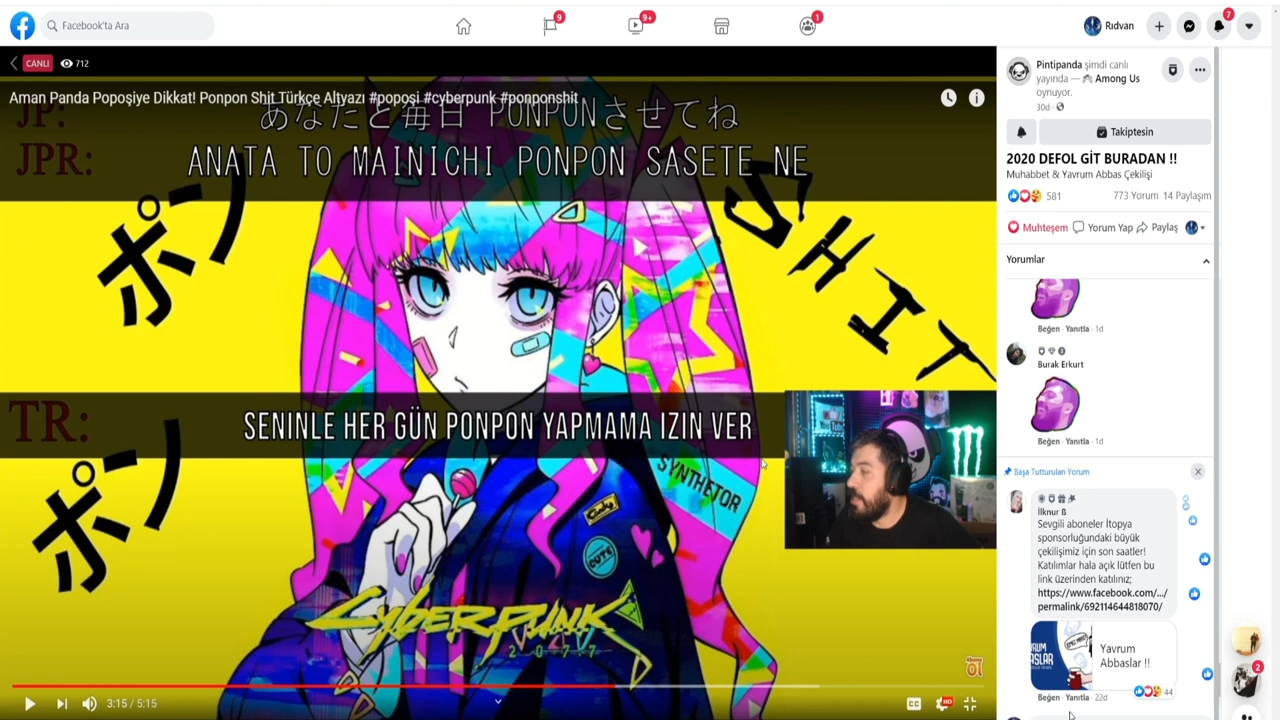 Facebook'ta Ara
9
9+
1
Rıdvan
7
CANLI
712
Aman Panda Popoşiye Dikkat! Ponpon Shit Türkçe Altyazı #poposi #cyberpunk #ponponshit
JP:
あなたと毎日 PONPONさせてね
JPR:
ANATA TO MAINICHI PONPON SASETE NE
ポン
SHIT
TR:
SENINLE HER GÜN PONPON YAPMAMA IZIN VER
ポン
SYNTHETOR
CUTE
CYBERPUNK
2077
3:15 / 5:15
CC
HD
Pintipanda şimdi canlı
yayında — 🎮 Among Us
oynuyor.
30d ·
Takiptesin
2020 DEFOL GİT BURADAN !!
Muhabbet & Yavrum Abbas Çekilişi
581
773 Yorum 14 Paylaşım
Muhteşem
Yorum Yap
Paylaş
Yorumlar
Beğen · Yanıtla · 1d
Burak Erkurt
Beğen · Yanıtla · 1d
Başa Tutturulan Yorum
İlknur ß
Sevgili aboneler İtopya
sponsorluğundaki büyük
çekilişimiz için son saatler!
Katılımlar hala açık lütfen bu
link üzerinden katılınız;
https://www.facebook.com/.../
permalink/692114644818070/
Yavrum
Abbaslar !!
44
Beğen · Yanıtla · 22d
2